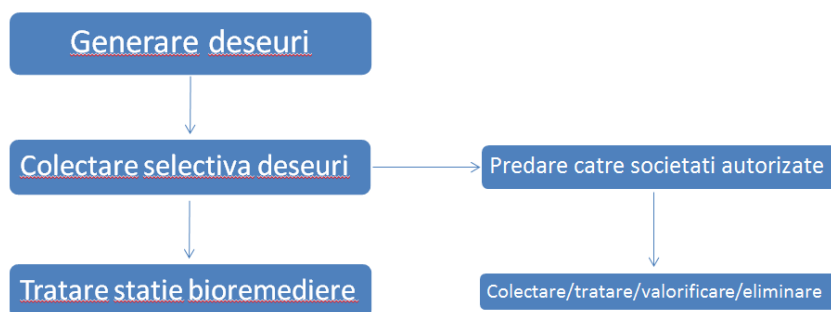 Generare deseuri
Colectare selectiva deseuri
Predare catre societati autorizate
Tratare statie bioremediere
Colectare/tratare/valorificare/eliminare